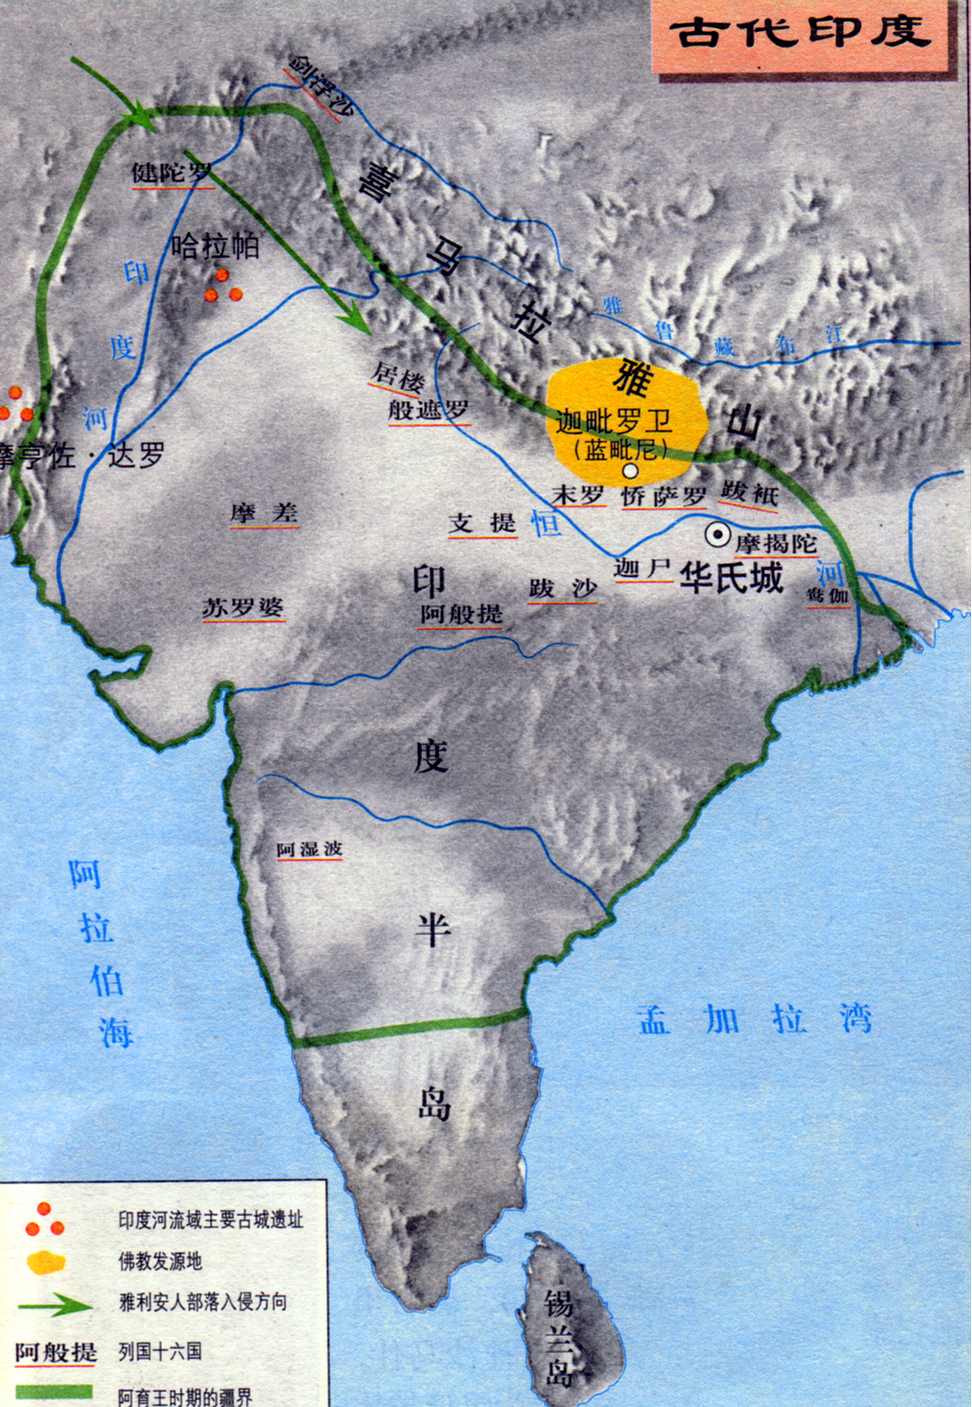 古代印度
剑浮沙
喜马拉雅山
健陀罗
哈拉帕
印度河
雅鲁藏布江
居楼
般遮罗
迦毗罗卫
（蓝毗尼）
摩亨佐·达罗
末罗
憍萨罗
跋祗
摩差
支提
恒河
摩揭陀
迦尸
华氏城
跋沙
鸯伽
苏罗婆
阿般提
印度半岛
阿湿波
阿拉伯海
孟加拉湾
锡兰岛
印度河流域主要古城遗址
佛教发源地
雅利安人部落入侵方向
阿般提
列国十六国
阿育王时期的疆界